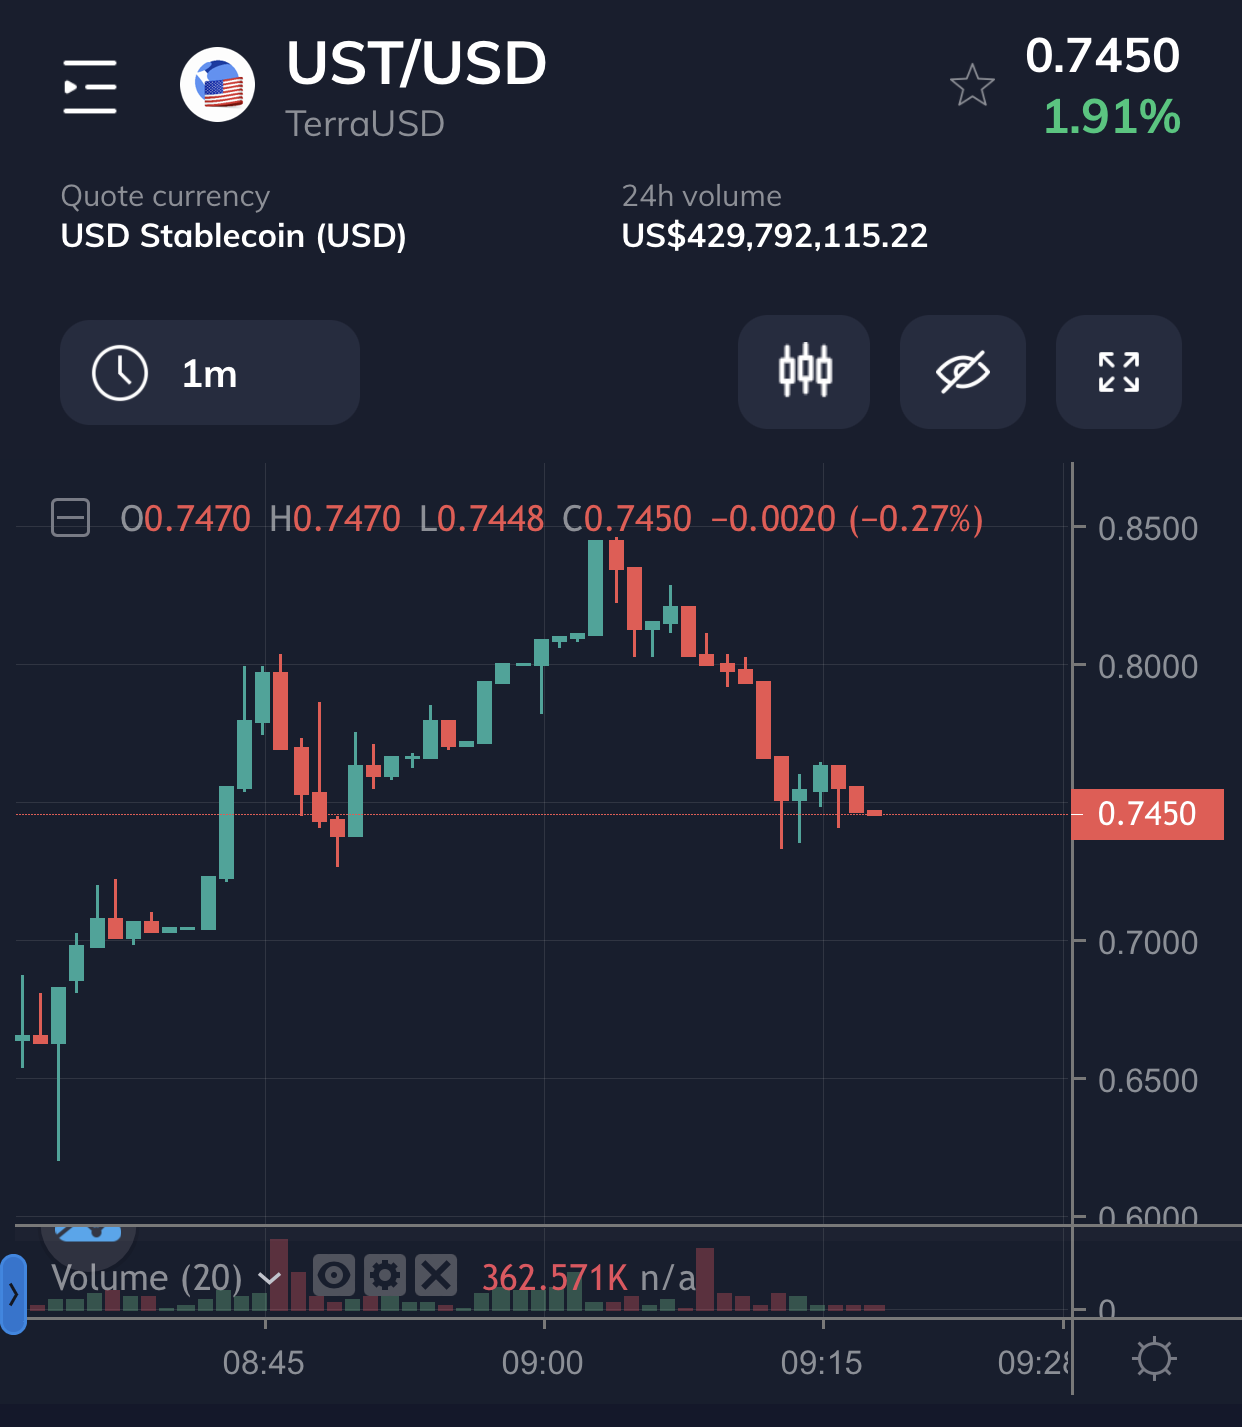 UST/USD
TerraUSD
0.7450
1.91%
Quote currency
USD Stablecoin (USD)
24h volume
US$429,792,115.22
1m
O0.7470 H0.7470 L0.7448 C0.7450 −0.0020 (−0.27%)
0.8500
0.8000
0.7450
0.7000
0.6500
0.6000
Volume (20) 362.571K n/a
0
08:45 09:00 09:15 09:28